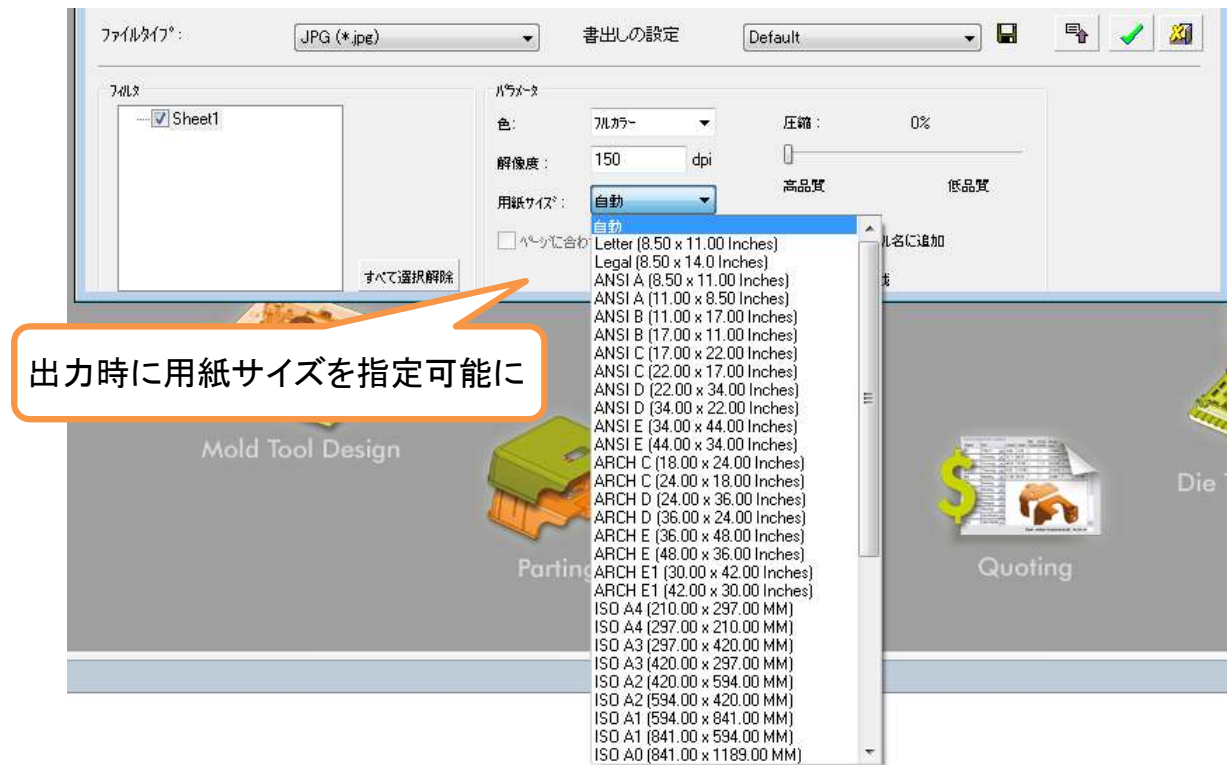 ファイルタイプ: JPG (*.jpg) 書出しの設定 Default
フィルタ
Sheet1
すべて選択解除
パラメータ
色: フルカラー 圧縮: 0%
解像度: 150 dpi
高品質 低品質
用紙サイズ: 自動
ページに合わ
ル名に追加
自動
Letter (8.50 x 11.00 Inches)
Legal (8.50 x 14.0 Inches)
ANSI A (8.50 x 11.00 Inches)
ANSI A (11.00 x 8.50 Inches)
ANSI B (11.00 x 17.00 Inches)
ANSI B (17.00 x 11.00 Inches)
ANSI C (17.00 x 22.00 Inches)
ANSI C (22.00 x 17.00 Inches)
ANSI D (22.00 x 34.00 Inches)
ANSI D (34.00 x 22.00 Inches)
ANSI E (34.00 x 44.00 Inches)
ANSI E (44.00 x 34.00 Inches)
ARCH C (18.00 x 24.00 Inches)
ARCH C (24.00 x 18.00 Inches)
ARCH D (24.00 x 36.00 Inches)
ARCH D (36.00 x 24.00 Inches)
ARCH E (36.00 x 48.00 Inches)
ARCH E (48.00 x 36.00 Inches)
ARCH E1 (30.00 x 42.00 Inches)
ARCH E1 (42.00 x 30.00 Inches)
ISO A4 (210.00 x 297.00 MM)
ISO A4 (297.00 x 210.00 MM)
ISO A3 (297.00 x 420.00 MM)
ISO A3 (420.00 x 297.00 MM)
ISO A2 (420.00 x 594.00 MM)
ISO A2 (594.00 x 420.00 MM)
ISO A1 (594.00 x 841.00 MM)
ISO A1 (841.00 x 594.00 MM)
ISO A0 (841.00 x 1189.00 MM)
出力時に用紙サイズを指定可能に
Mold Tool Design
Parting
Quoting
Die